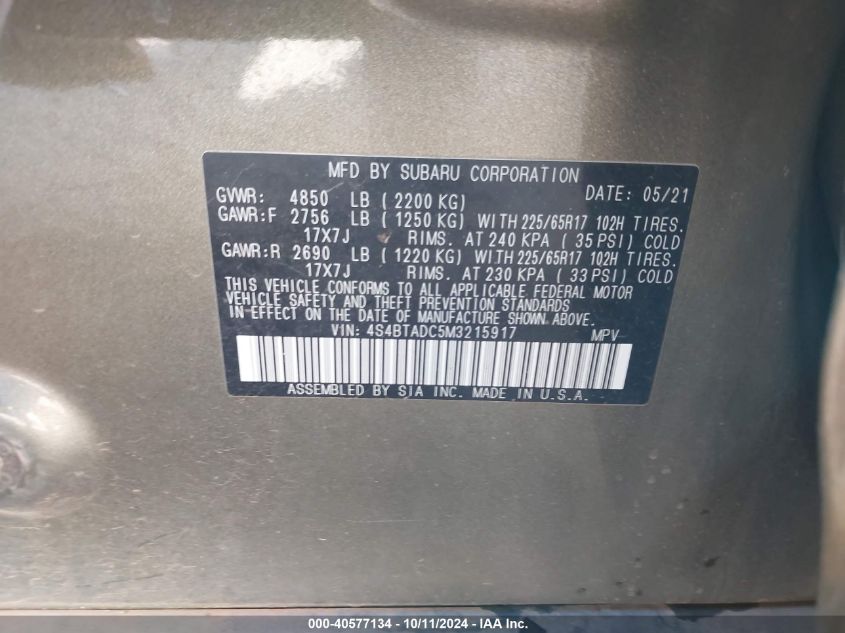 MFD BY SUBARU CORPORATION
GVWR: 4850 LB ( 2200 KG) DATE: 05/21
GAWR:F 2756 LB ( 1250 KG) WITH 225/65R17 102H TIRES.
17X7J RIMS. AT 240 KPA ( 35 PSI) COLD
GAWR:R 2690 LB ( 1220 KG) WITH 225/65R17 102H TIRES.
17X7J RIMS. AT 230 KPA ( 33 PSI) COLD
THIS VEHICLE CONFORMS TO ALL APPLICABLE FEDERAL MOTOR
VEHICLE SAFETY AND THEFT PREVENTION STANDARDS
IN EFFECT ON THE DATE OF MANUFACTURE SHOWN ABOVE.
VIN: 4S4BTADC5M3215917 MPV
ASSEMBLED BY SIA INC. MADE IN U.S.A.
000-40577134 - 10/11/2024 - IAA Inc.